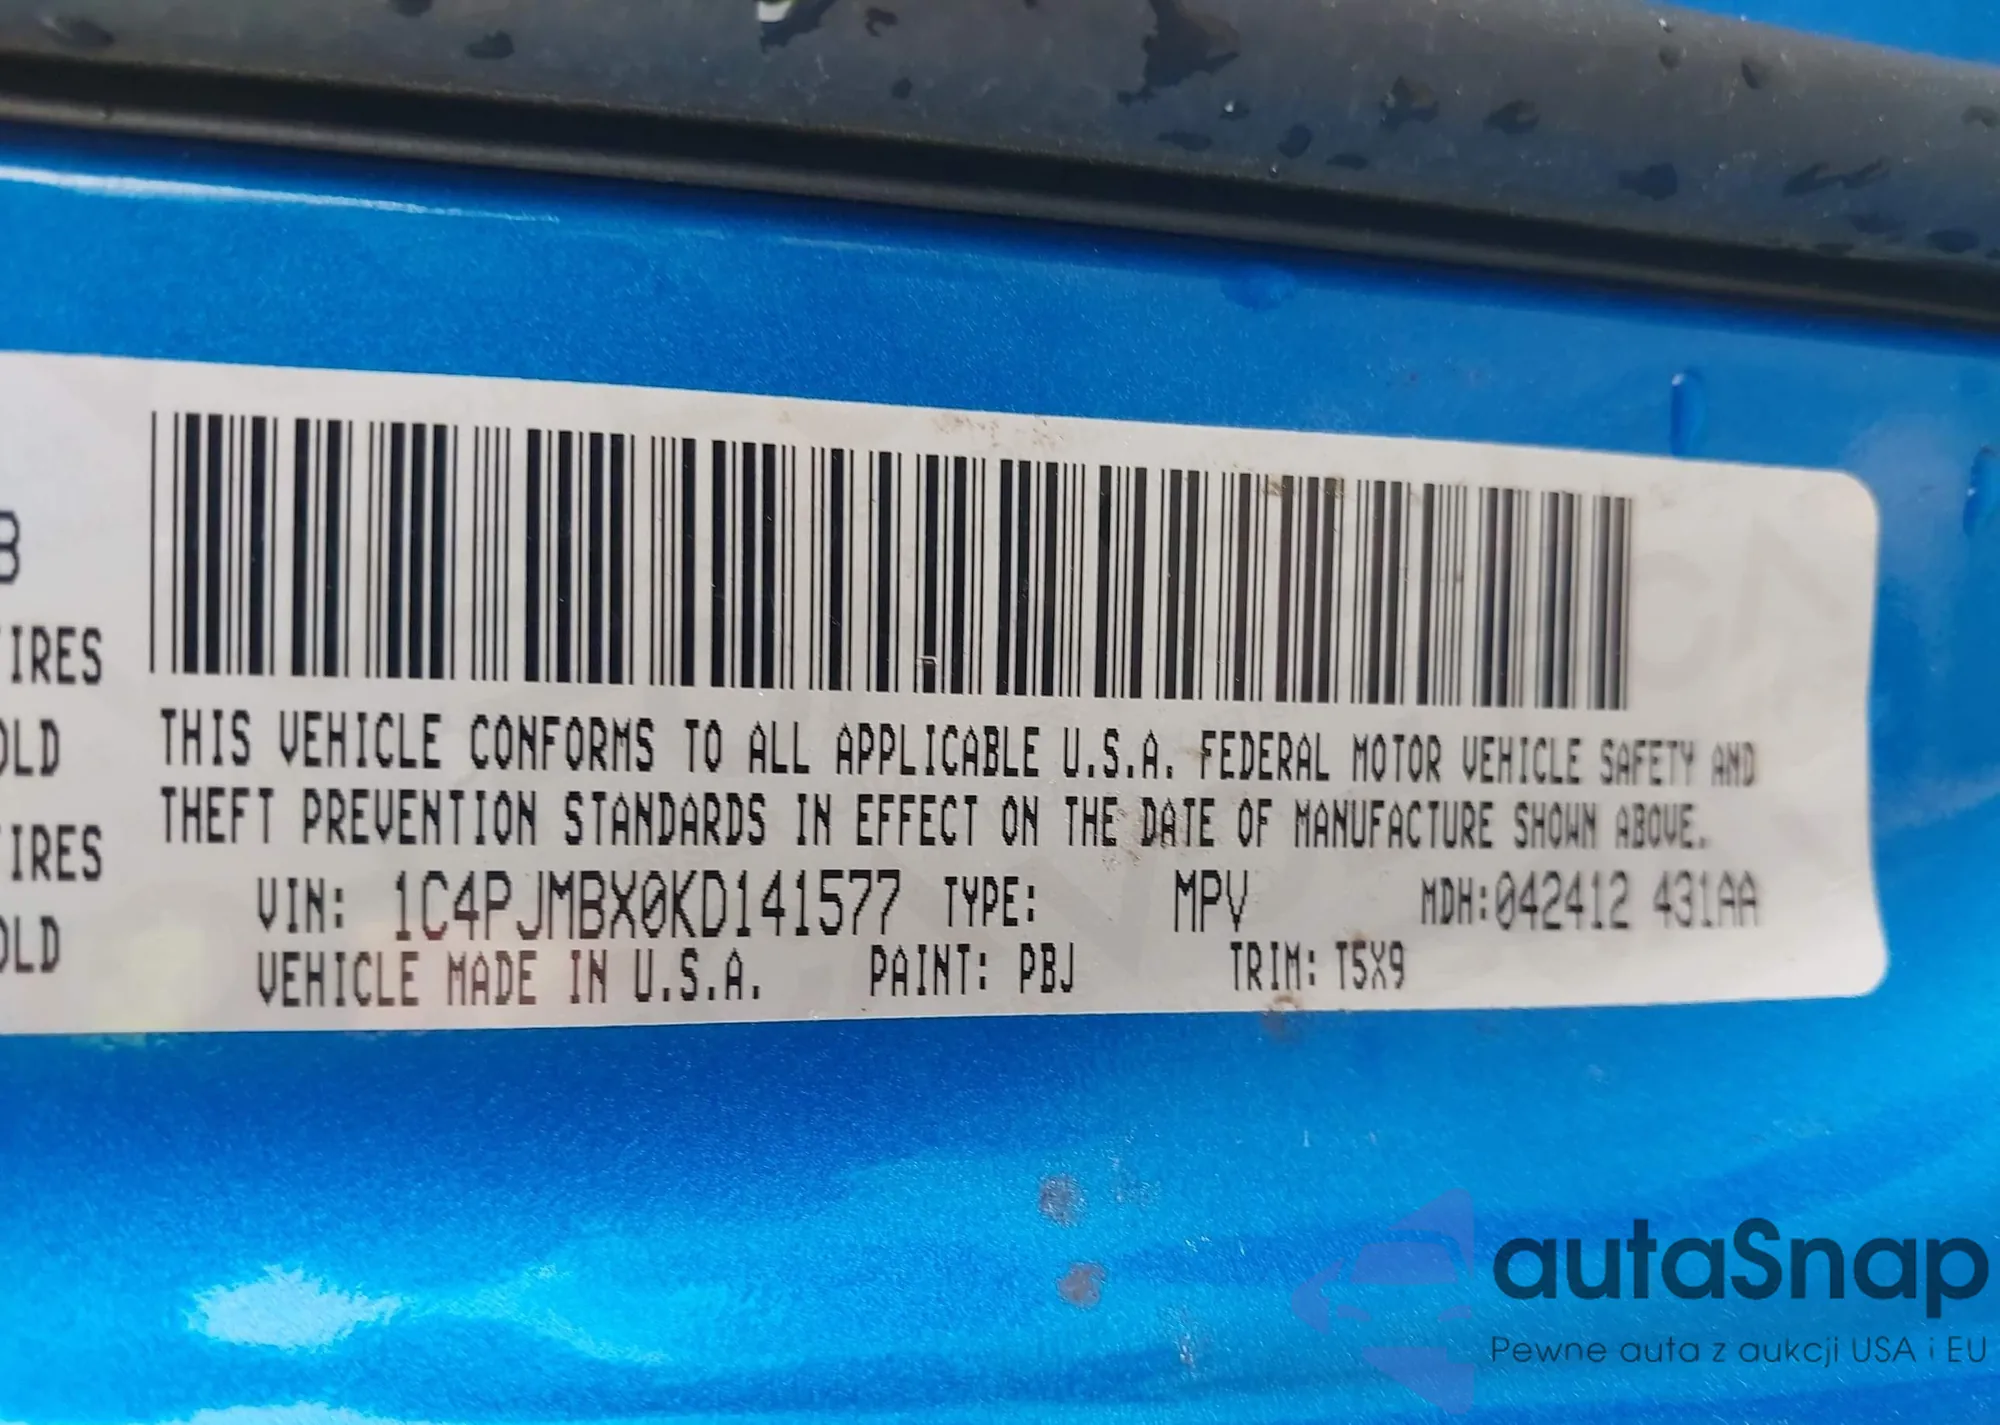 B
IRES
OLD
IRES
OLD
THIS VEHICLE CONFORMS TO ALL APPLICABLE U.S.A. FEDERAL MOTOR VEHICLE SAFETY AND
THEFT PREVENTION STANDARDS IN EFFECT ON THE DATE OF MANUFACTURE SHOWN ABOVE.
VIN: 1C4PJMBX0KD141577 TYPE: MPV MDH:042412 431AA
VEHICLE MADE IN U.S.A. PAINT: PBJ TRIM: T5X9
autaSnap
Pewne auta z aukcji USA i EU